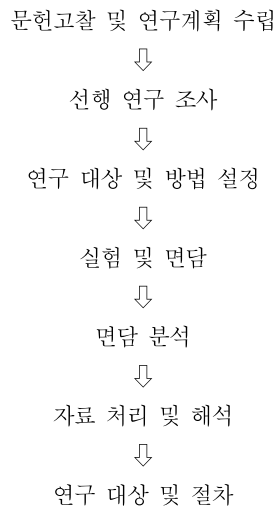 문헌고찰 및 연구계획 수립
⇩
선행 연구 조사
⇩
연구 대상 및 방법 설정
⇩
실험 및 면담
⇩
면담 분석
⇩
자료 처리 및 해석
⇩
연구 대상 및 절차